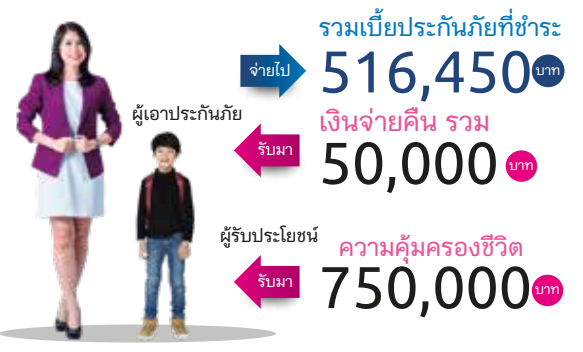 รวมเบี้ยประกันภัยที่ชำระ
จ่ายไป
516,450 บาท
ผู้เอาประกันภัย
เงินจ่ายคืน รวม
รับมา
50,000 บาท
ผู้รับประโยชน์
ความคุ้มครองชีวิต
รับมา
750,000 บาท